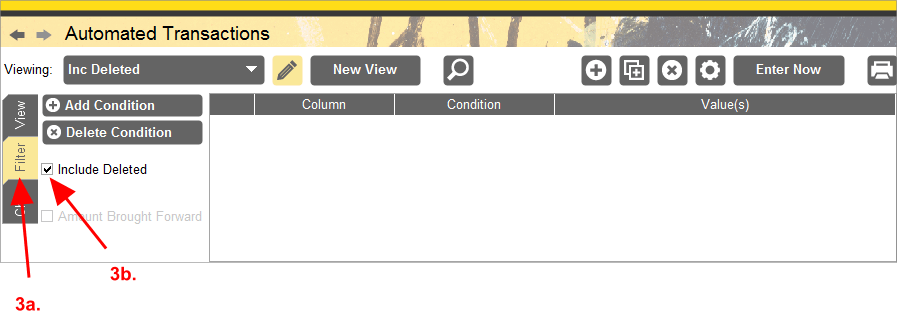 Automated Transactions
Viewing: Inc Deleted New View Enter Now
View
Filter
Add Condition
Delete Condition
Include Deleted
Amount Brought Forward
Column Condition Value(s)
3b.
3a.